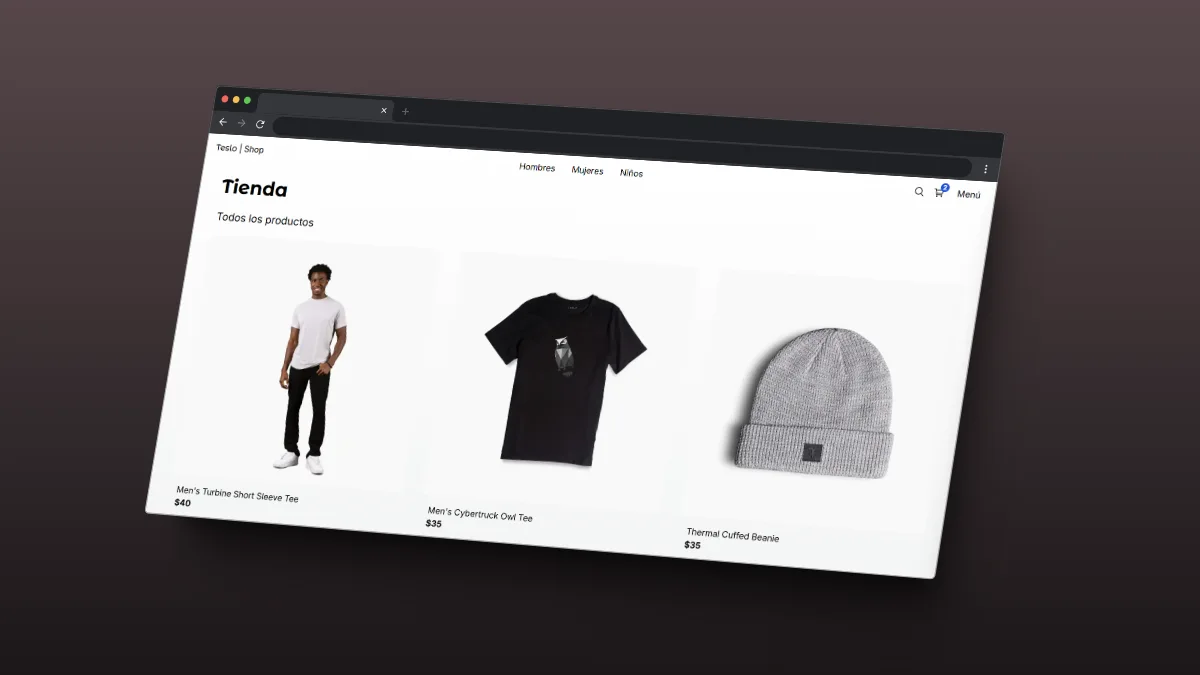 Teslo | Shop
Hombres Mujeres Niños
2
Menú
Tienda
Todos los productos
Men's Turbine Short Sleeve Tee
$40
Men's Cybertruck Owl Tee
$35
Thermal Cuffed Beanie
$35